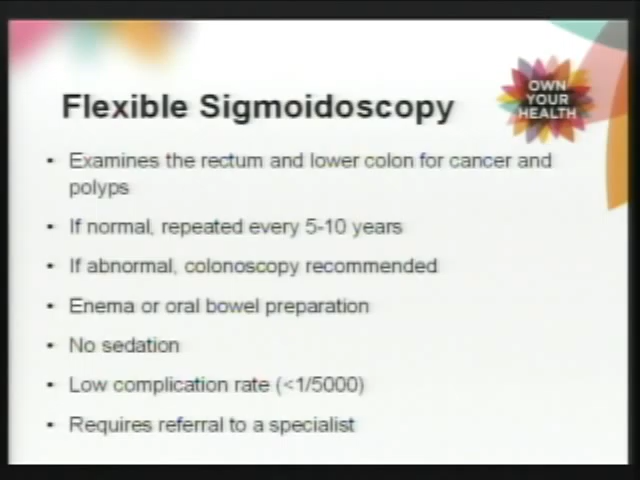 OWN
YOUR
HEALTH
Flexible Sigmoidoscopy
• Examines the rectum and lower colon for cancer and
polyps
• If normal, repeated every 5-10 years
• If abnormal, colonoscopy recommended
• Enema or oral bowel preparation
• No sedation
• Low complication rate (<1/5000)
• Requires referral to a specialist